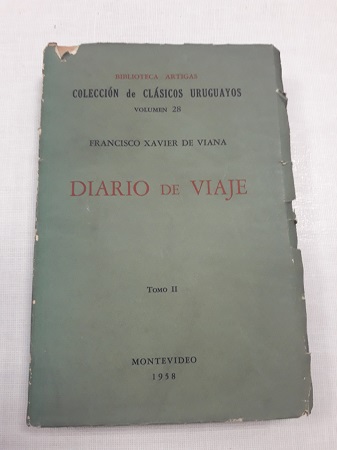 BIBLIOTECA ARTIGAS
COLECCIÓN de CLÁSICOS URUGUAYOS
VOLUMEN 28
FRANCISCO XAVIER DE VIANA
DIARIO DE VIAJE
TOMO II
MONTEVIDEO
1958